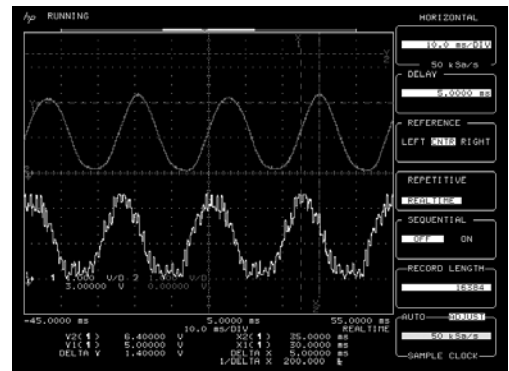 hp RUNNING
HORIZONTAL
10.0 ms/DIV
50 kSa/s
DELAY
5.0000 ms
REFERENCE
LEFT CNTR RIGHT
REPETITIVE
REALTIME
SEQUENTIAL
OFF ON
RECORD LENGTH
16384
AUTO ADJUST
50 kSa/s
SAMPLE CLOCK
1 V/D 2 V/D
3.00000 V 0.00000 V
-45.0000 ms 5.0000 ms 55.0000 ms
10.0 ms/DIV REALTIME
V2(1) 6.40000 V X2(1) 35.0000 ms
V1(1) 5.00000 V X1(1) 30.0000 ms
DELTA V 1.40000 V DELTA X 5.00000 ms
1/DELTA X 200.000